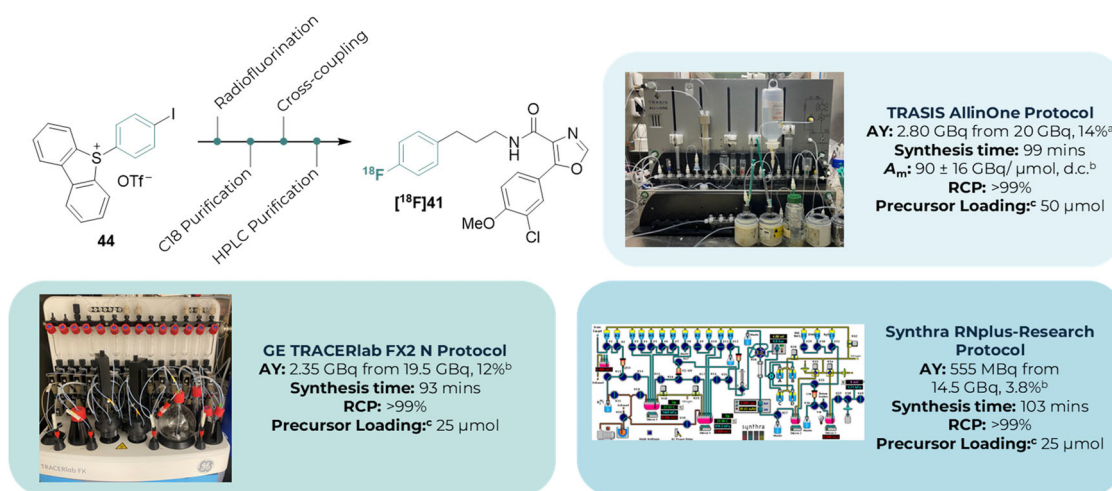 Radiofluorination
Cross-coupling
C18 Purification
HPLC Purification
I
S
+
OTf⁻
44
¹⁸F
N
H
O
N
O
MeO
Cl
[¹⁸F]41
TRASIS AllinOne Protocol
AY: 2.80 GBq from 20 GBq, 14%ᵃ
Synthesis time: 99 mins
Aₘ: 90 ± 16 GBq/ μmol, d.c.ᵇ
RCP: >99%
Precursor Loading:ᶜ 50 μmol
GE TRACERlab FX2 N Protocol
AY: 2.35 GBq from 19.5 GBq, 12%ᵇ
Synthesis time: 93 mins
RCP: >99%
Precursor Loading:ᶜ 25 μmol
TRACERlab FX
Synthra RNplus-Research
Protocol
AY: 555 MBq from
14.5 GBq, 3.8%ᵇ
Synthesis time: 103 mins
RCP: >99%
Precursor Loading:ᶜ 25 μmol
synthra